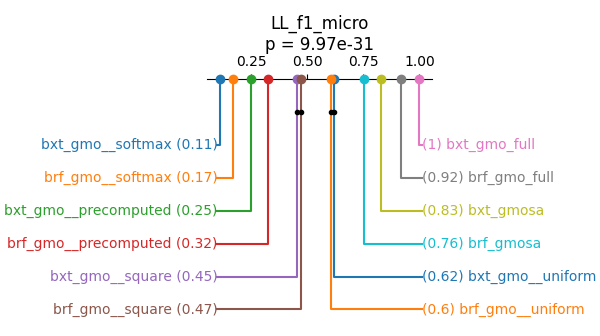 LL_f1_micro
p = 9.97e-31
0.25 0.50 0.75 1.00
bxt_gmo__softmax (0.11) (1) bxt_gmo_full
brf_gmo__softmax (0.17) (0.92) brf_gmo_full
bxt_gmo__precomputed (0.25) (0.83) bxt_gmosa
brf_gmo__precomputed (0.32) (0.76) brf_gmosa
bxt_gmo__square (0.45) (0.62) bxt_gmo__uniform
brf_gmo__square (0.47) (0.6) brf_gmo__uniform